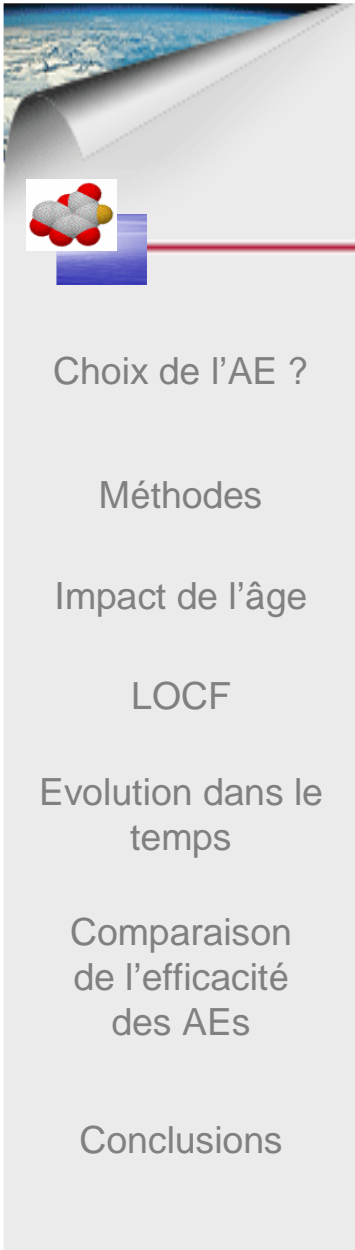 Choix de l’AE ?
Méthodes
Impact de l’âge
LOCF
Evolution dans le
temps
Comparaison
de l’efficacité
des AEs
Conclusions